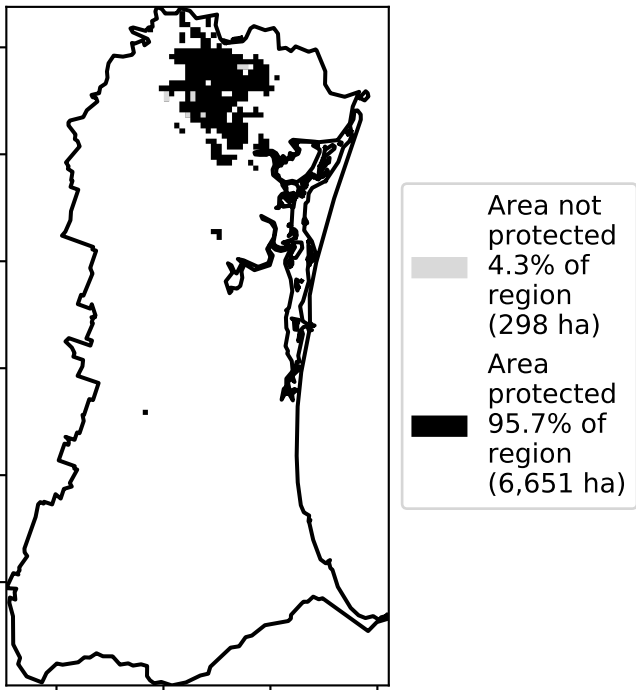 Area not
protected
4.3% of
region
(298 ha)
Area
protected
95.7% of
region
(6,651 ha)